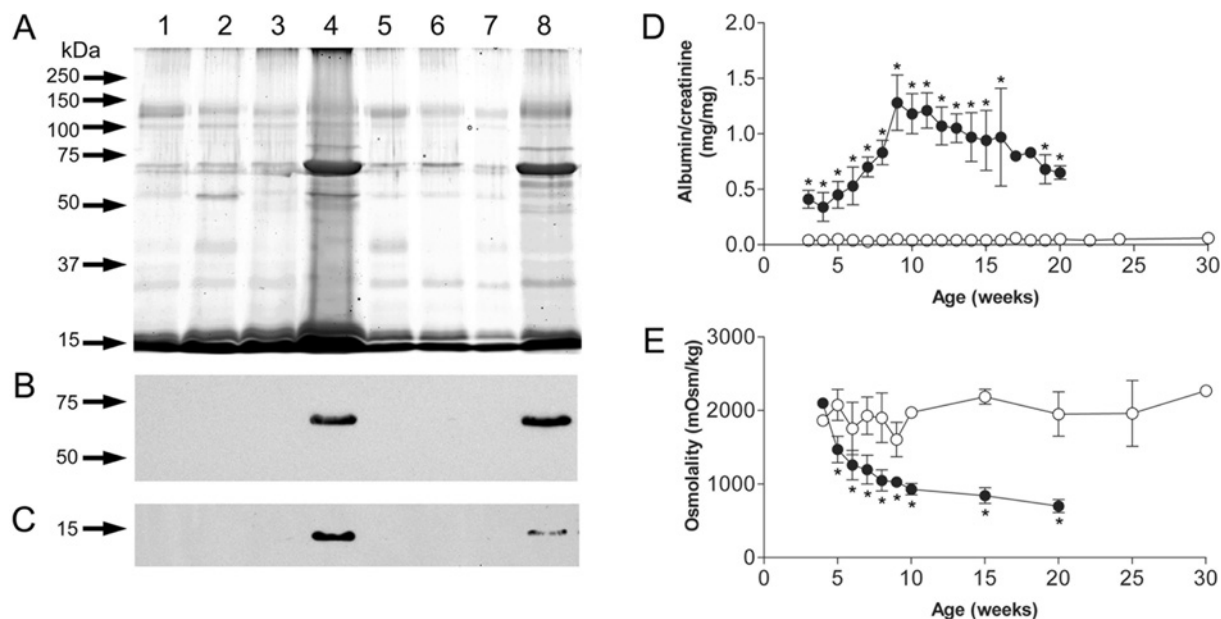 A
1 2 3 4 5 6 7 8
kDa
250
150
100
75
50
37
15
B
75
50
C
15
D
2.0
1.5
1.0
0.5
0.0
Albumin/creatinine
(mg/mg)
* * * * * * * * * * * * * * * *
0 5 10 15 20 25 30
Age (weeks)
E
3000
2000
1000
0
Osmolality (mOsm/kg)
* * * * * * * *
0 5 10 15 20 25 30
Age (weeks)